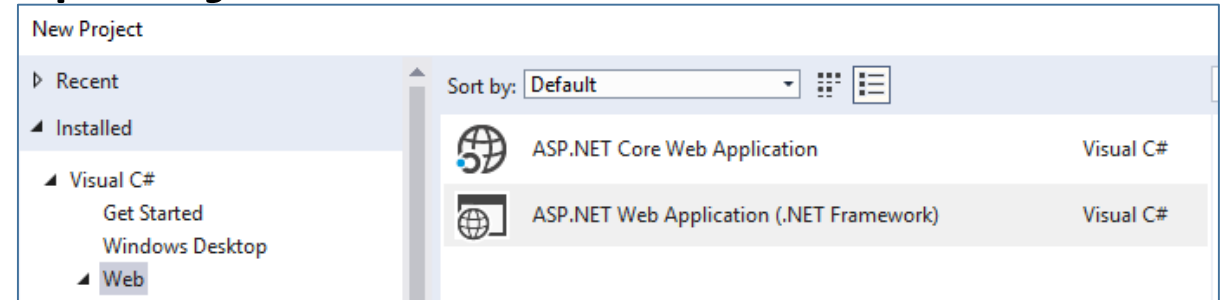 New Project
Recent
Installed
Visual C#
Get Started
Windows Desktop
Web
Sort by: Default
ASP.NET Core Web Application Visual C#
ASP.NET Web Application (.NET Framework) Visual C#